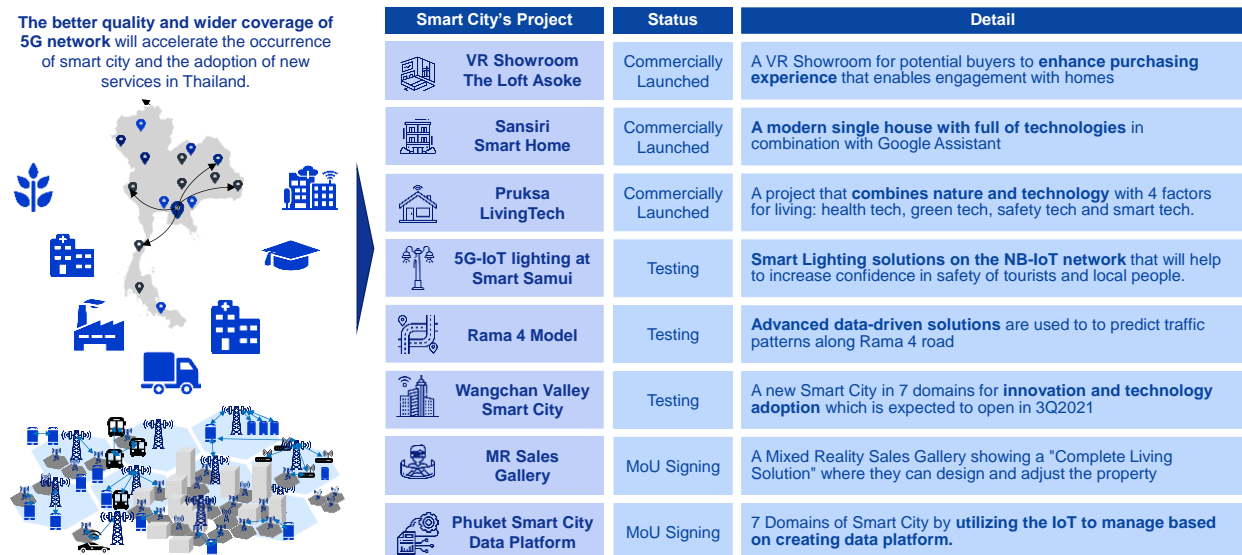 The better quality and wider coverage of
5G network will accelerate the occurrence
of smart city and the adoption of new
services in Thailand.
Smart City's Project
Status
Detail
VR Showroom
The Loft Asoke
Commercially
Launched
A VR Showroom for potential buyers to enhance purchasing
experience that enables engagement with homes
Sansiri
Smart Home
Commercially
Launched
A modern single house with full of technologies in
combination with Google Assistant
Pruksa
LivingTech
Commercially
Launched
A project that combines nature and technology with 4 factors
for living: health tech, green tech, safety tech and smart tech.
5G-IoT lighting at
Smart Samui
Testing
Smart Lighting solutions on the NB-IoT network that will help
to increase confidence in safety of tourists and local people.
Rama 4 Model
Testing
Advanced data-driven solutions are used to to predict traffic
patterns along Rama 4 road
Wangchan Valley
Smart City
Testing
A new Smart City in 7 domains for innovation and technology
adoption which is expected to open in 3Q2021
MR Sales
Gallery
MoU Signing
A Mixed Reality Sales Gallery showing a "Complete Living
Solution" where they can design and adjust the property
Phuket Smart City
Data Platform
MoU Signing
7 Domains of Smart City by utilizing the IoT to manage based
on creating data platform.